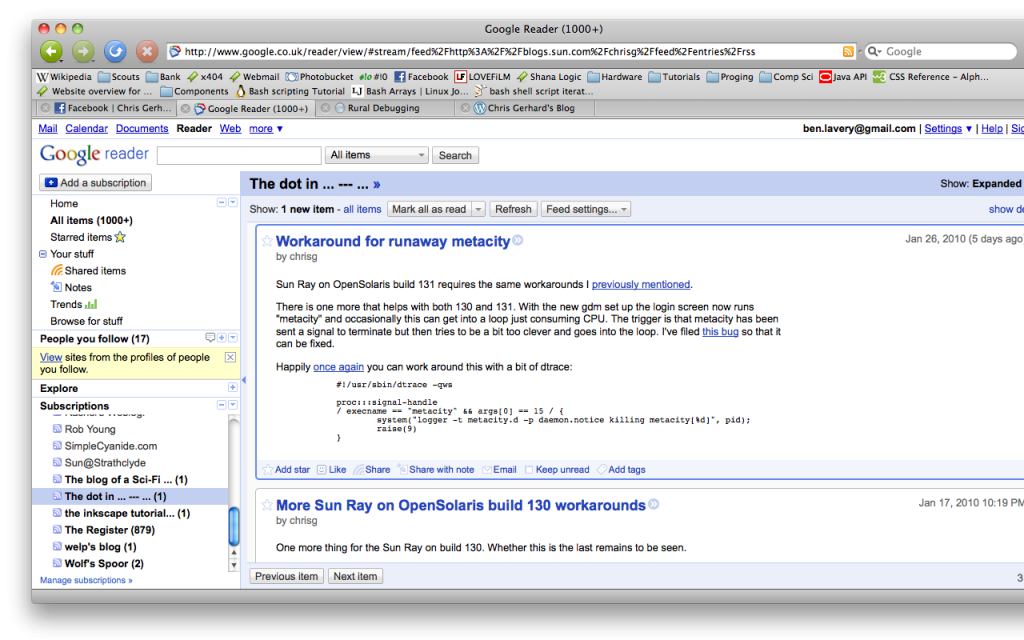 Google Reader (1000+)
http://www.google.co.uk/reader/view/#stream/feed%2Fhttp%3A%2F%2Fblogs.sun.com%2Fchrisg%2Ffeed%2Fentries%2Frss
Google
Wikipedia Scouts Bank x404 Webmail Photobucket #!0 Facebook LOVEFiLM Shana Logic Hardware Tutorials Proging Comp Sci Java API CSS Reference - Alph...
Website overview for ... Components Bash scripting Tutorial Bash Arrays | Linux Jo... bash shell script iterat...
Facebook | Chris Gerh... Google Reader (1000+) Rural Debugging Chris Gerhard's Blog
Mail Calendar Documents Reader Web more ▼ ben.lavery@gmail.com | Settings ▼ | Help | Sig
Google reader All items Search
Add a subscription
The dot in ... --- ... » Show: Expanded
Home
All items (1000+)
Starred items
Your stuff
Shared items
Notes
Trends
Browse for stuff
People you follow (17)
View sites from the profiles of people
you follow.
Explore
Subscriptions
Rob Young
SimpleCyanide.com
Sun@Strathclyde
The blog of a Sci-Fi ... (1)
The dot in ... --- ... (1)
the inkscape tutorial... (1)
The Register (879)
welp's blog (1)
Wolf's Spoor (2)
Manage subscriptions »
Show: 1 new item - all items Mark all as read Refresh Feed settings... show de
Workaround for runaway metacity Jan 26, 2010 (5 days ago
by chrisg
Sun Ray on OpenSolaris build 131 requires the same workarounds I previously mentioned.
There is one more that helps with both 130 and 131. With the new gdm set up the login screen now runs
"metacity" and occasionally this can get into a loop just consuming CPU. The trigger is that metacity has been
sent a signal to terminate but then tries to be a bit too clever and goes into the loop. I've filed this bug so that it
can be fixed.
Happily once again you can work around this with a bit of dtrace:
#!/usr/sbin/dtrace -qws
proc:::signal-handle
/ execname == "metacity" && args[0] == 15 / {
system("logger -t metacity.d -p daemon.notice killing metacity[%d]", pid);
raise(9)
}
Add star Like Share Share with note Email Keep unread Add tags
More Sun Ray on OpenSolaris build 130 workarounds Jan 17, 2010 10:19 PM
by chrisg
One more thing for the Sun Ray on build 130. Whether this is the last remains to be seen.
Previous item Next item 3